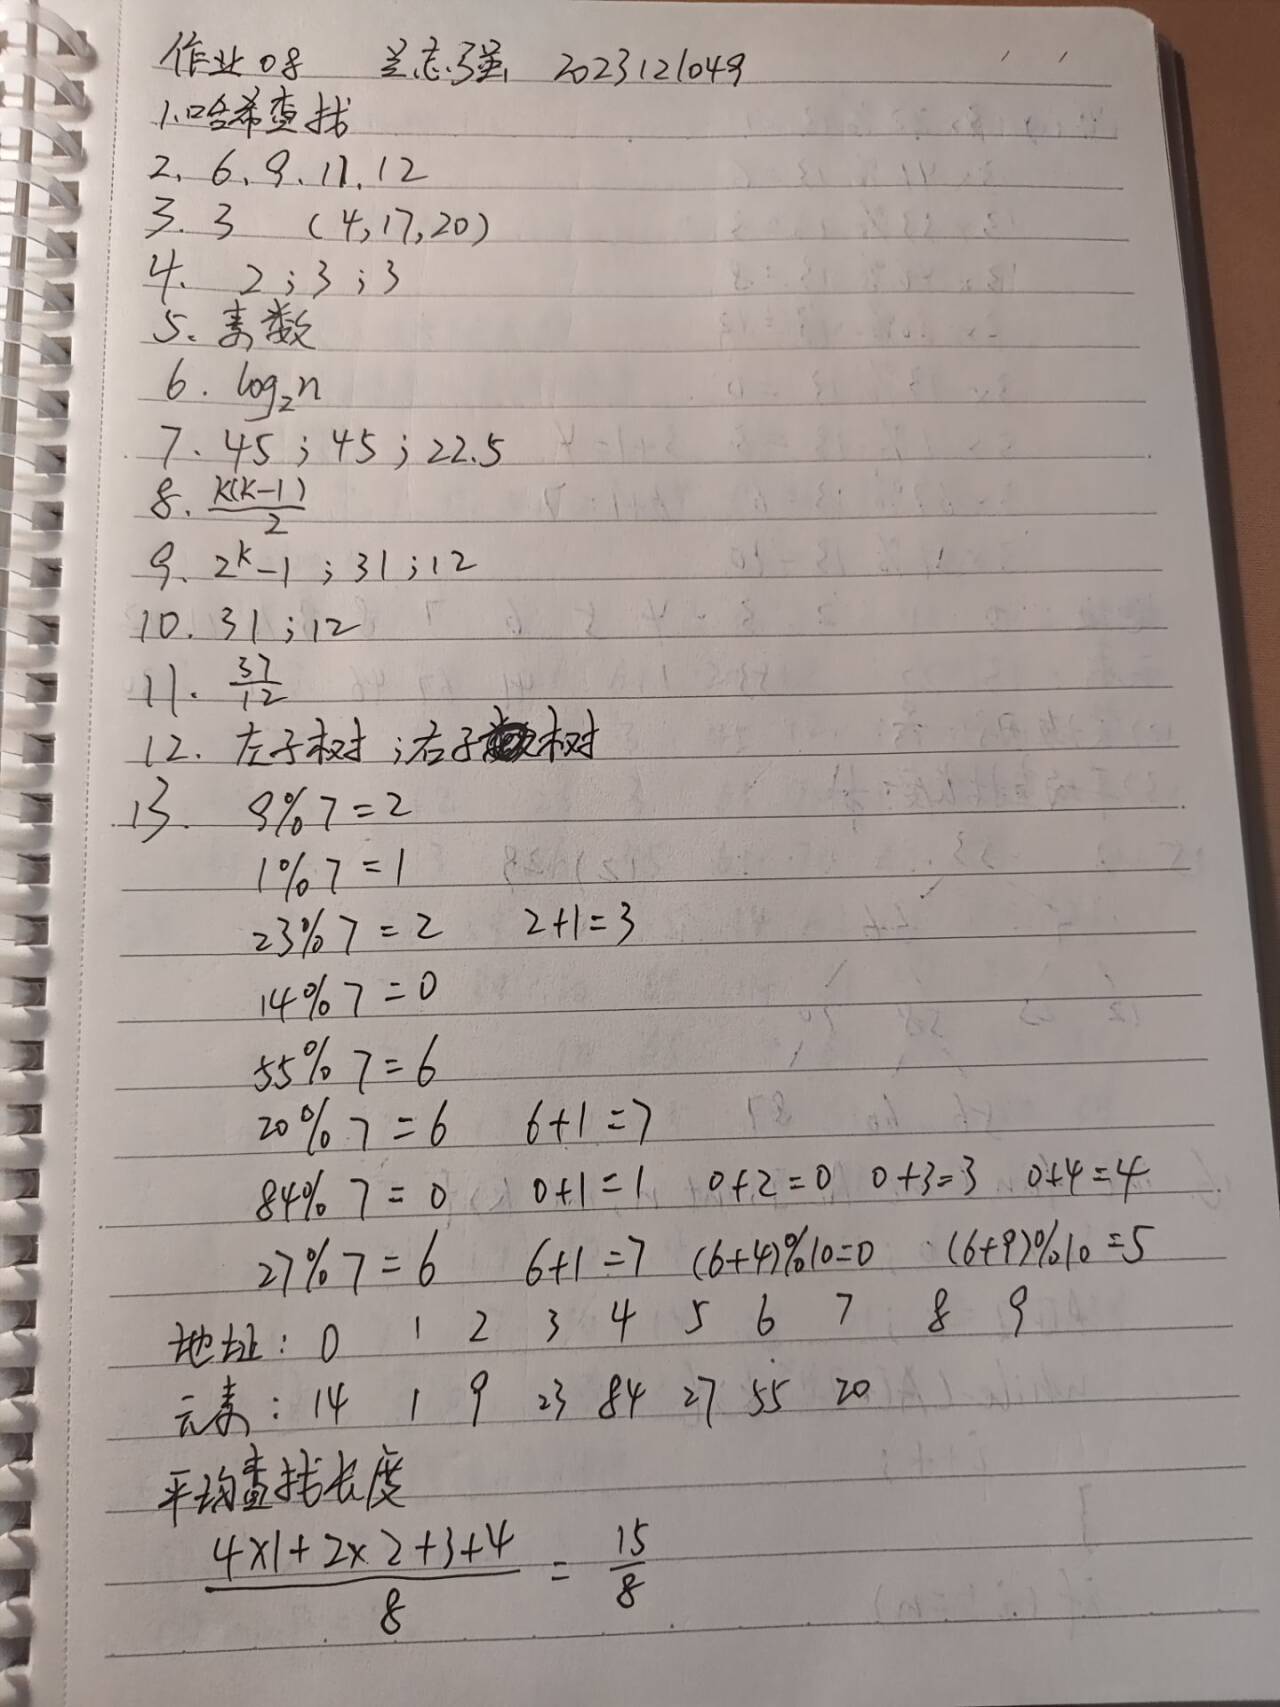 作业08 兰志强 2023121049
1.哈希查找
2. 6、9、11、12
3. 3 (4,17,20)
4. 2;3;3
5. 素数
6. log₂n
7. 45;45;22.5
8. k(k-1)/2
9. 2^k-1;31;12
10. 31;12
11. 37/12
12. 左子树;右子树
13. 9%7=2
1%7=1
23%7=2 2+1=3
14%7=0
55%7=6
20%7=6 6+1=7
84%7=0 0+1=1 0+2=0 0+3=3 0+4=4
27%7=6 6+1=7 (6+4)%10=0 (6+9)%10=5
地址: 0 1 2 3 4 5 6 7 8 9
元素: 14 1 9 23 84 27 55 20
平均查找长度
(4×1+2×2+3+4)/8 = 15/8